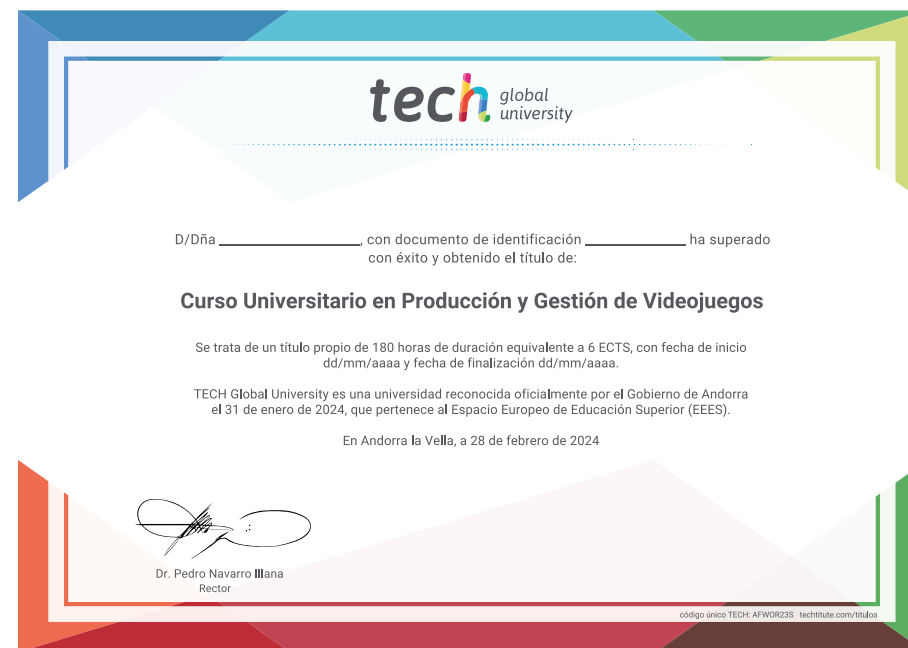 tech global university
D/Dña ______________, con documento de identificación ______________ ha superado
con éxito y obtenido el título de:
Curso Universitario en Producción y Gestión de Videojuegos
Se trata de un título propio de 180 horas de duración equivalente a 6 ECTS, con fecha de inicio
dd/mm/aaaa y fecha de finalización dd/mm/aaaa.
TECH Global University es una universidad reconocida oficialmente por el Gobierno de Andorra
el 31 de enero de 2024, que pertenece al Espacio Europeo de Educación Superior (EEES).
En Andorra la Vella, a 28 de febrero de 2024
Dr. Pedro Navarro Illana
Rector
código único TECH: AFWOR23S techtitute.com/titulos